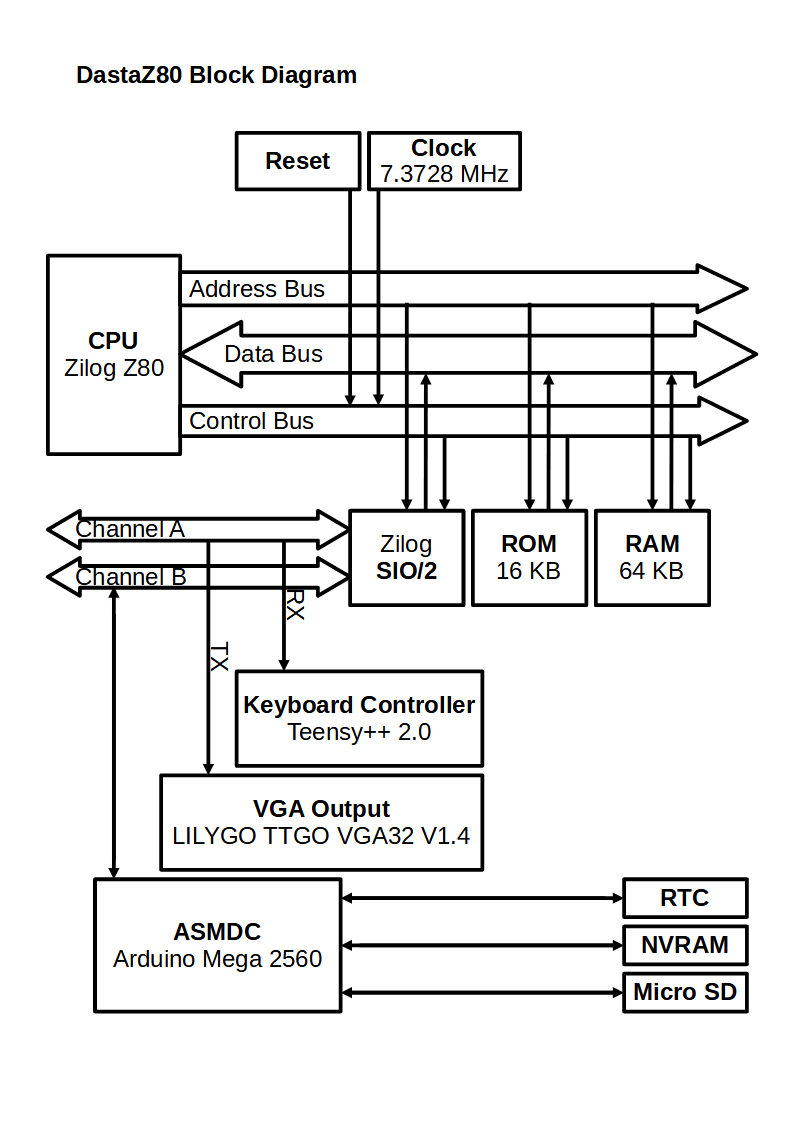 DastaZ80 Block Diagram
Reset
Clock
7.3728 MHz
Address Bus
CPU
Zilog Z80
Data Bus
Control Bus
Channel A
Channel B
Zilog
SIO/2
ROM
16 KB
RAM
64 KB
RX
TX
Keyboard Controller
Teensy++ 2.0
VGA Output
LILYGO TTGO VGA32 V1.4
ASMDC
Arduino Mega 2560
RTC
NVRAM
Micro SD